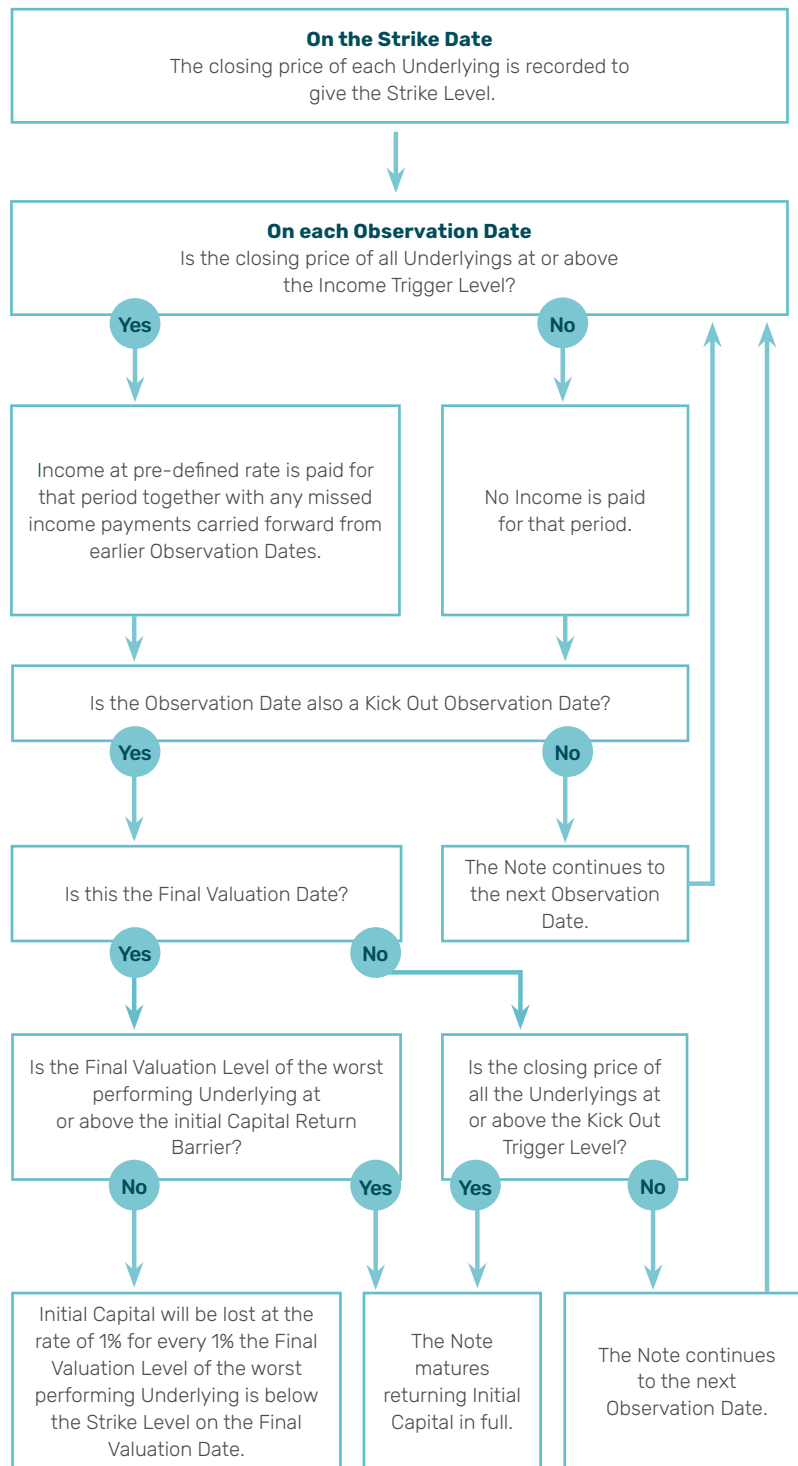 On the Strike Date
The closing price of each Underlying is recorded to
give the Strike Level.
On each Observation Date
Is the closing price of all Underlyings at or above
the Income Trigger Level?
Yes
No
Income at pre-defined rate is paid for
that period together with any missed
income payments carried forward from
earlier Observation Dates.
No Income is paid
for that period.
Is the Observation Date also a Kick Out Observation Date?
Yes
No
Is this the Final Valuation Date?
The Note continues to
the next Observation
Date.
Yes
No
Is the Final Valuation Level of the worst
performing Underlying at
or above the initial Capital Return
Barrier?
Is the closing price of
all the Underlyings at
or above the Kick Out
Trigger Level?
No
Yes
Yes
No
Initial Capital will be lost at the
rate of 1% for every 1% the Final
Valuation Level of the worst
performing Underlying is below
the Strike Level on the Final
Valuation Date.
The Note
matures
returning Initial
Capital in full.
The Note continues
to the next
Observation Date.